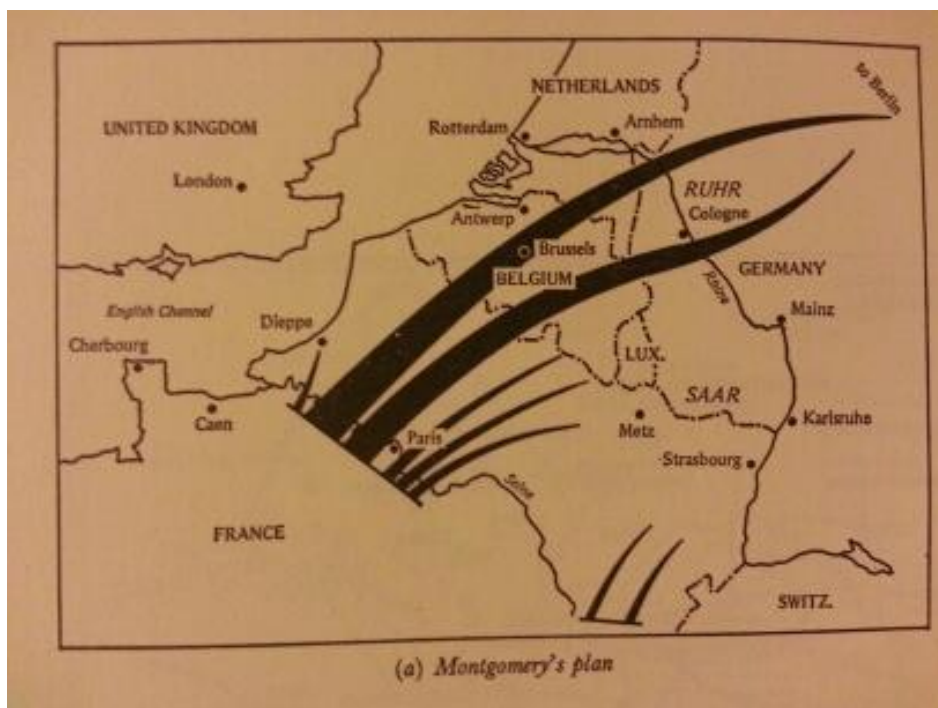 NETHERLANDS
to Berlin
UNITED KINGDOM
Rotterdam
Arnhem
London
RUHR
Cologne
Antwerp
Brussels
BELGIUM
Rhine
GERMANY
English Channel
Dieppe
Mainz
Cherbourg
LUX.
SAAR
Caen
Paris
Metz
Karlsruhe
Strasbourg
Seine
FRANCE
SWITZ.
(a) Montgomery's plan